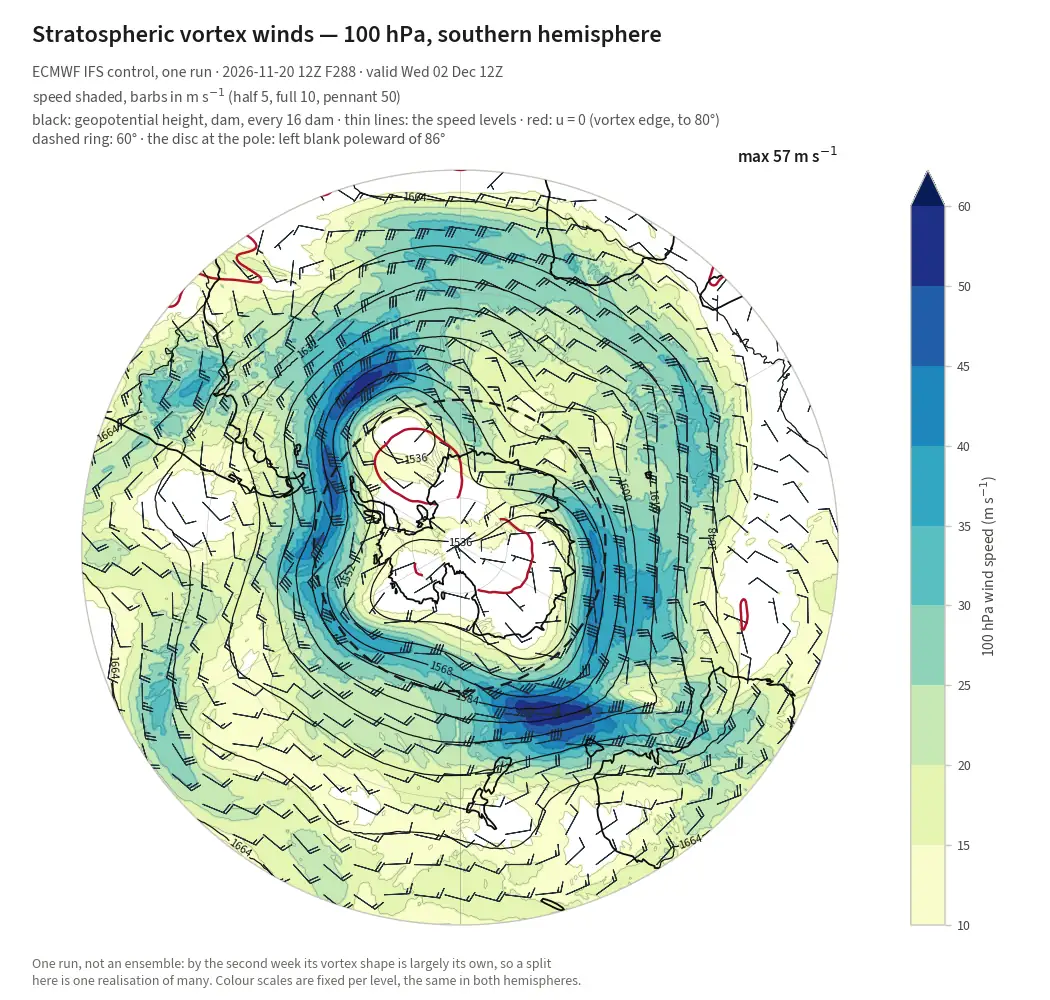 Stratospheric vortex winds — 100 hPa, southern hemisphere
ECMWF IFS control, one run · 2026-11-20 12Z F288 · valid Wed 02 Dec 12Z
speed shaded, barbs in m s⁻¹ (half 5, full 10, pennant 50)
black: geopotential height, dam, every 16 dam · thin lines: the speed levels · red: u = 0 (vortex edge, to 80°)
dashed ring: 60° · the disc at the pole: left blank poleward of 86°
max 57 m s⁻¹
1664
1664
1536
1600
1536
1648
1568
1664
1664
1664
60
50
45
40
35
30
25
20
15
10
100 hPa wind speed (m s⁻¹)
One run, not an ensemble: by the second week its vortex shape is largely its own, so a split
here is one realisation of many. Colour scales are fixed per level, the same in both hemispheres.